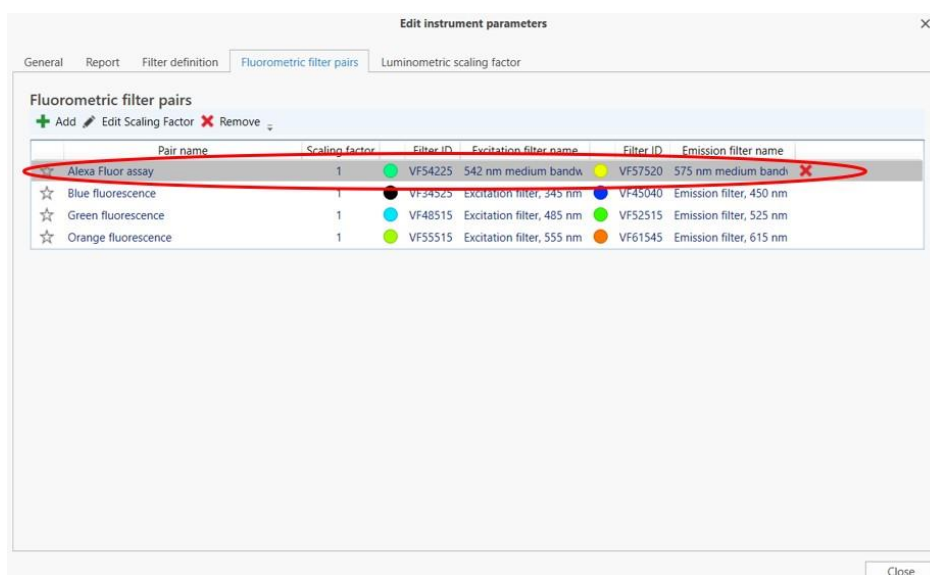 Edit instrument parameters
General Report Filter definition Fluorometric filter pairs Luminometric scaling factor
Fluorometric filter pairs
Add Edit Scaling Factor Remove
Pair name Scaling factor Filter ID Excitation filter name Filter ID Emission filter name
Alexa Fluor assay 1 VF54225 542 nm medium bandw VF57520 575 nm medium band
Blue fluorescence 1 VF34525 Excitation filter, 345 nm VF45040 Emission filter, 450 nm
Green fluorescence 1 VF48515 Excitation filter, 485 nm VF52515 Emission filter, 525 nm
Orange fluorescence 1 VF55515 Excitation filter, 555 nm VF61545 Emission filter, 615 nm
Close